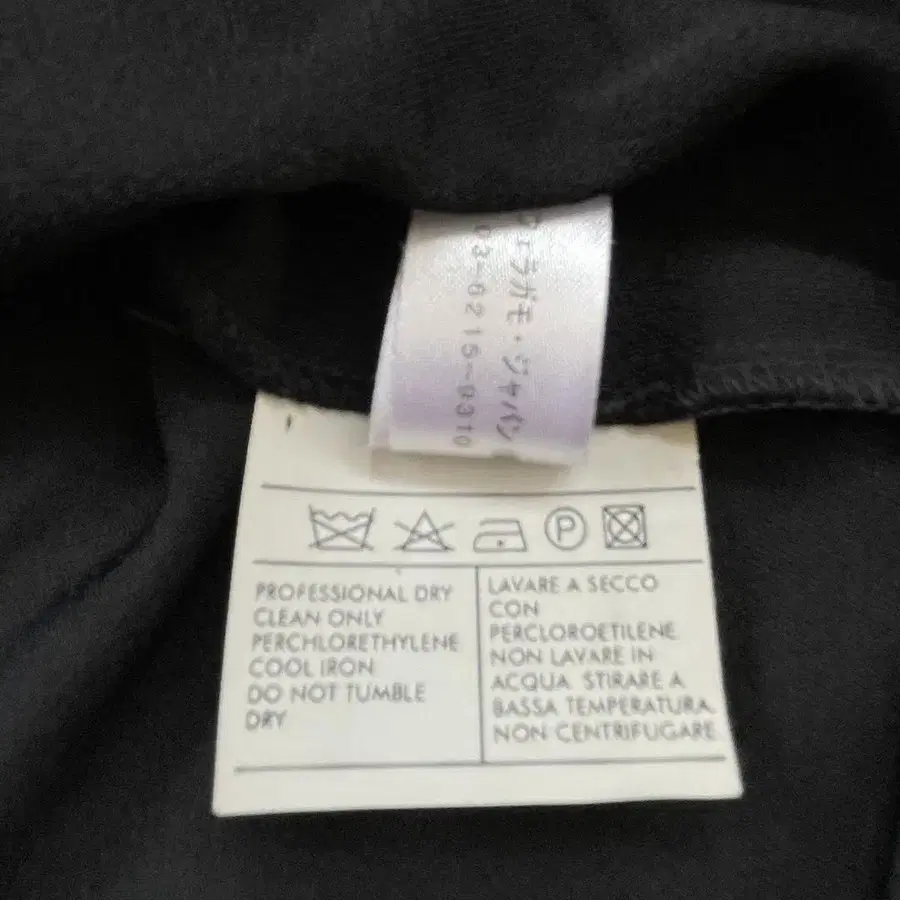 フェラガモ・ジャパン
03-6215-9310
PROFESSIONAL DRY
CLEAN ONLY
PERCHLORETHYLENE
COOL IRON
DO NOT TUMBLE
DRY
LAVARE A SECCO
CON
PERCLOROETILENE
NON LAVARE IN
ACQUA STIRARE A
BASSA TEMPERATURA
NON CENTRIFUGARE
P